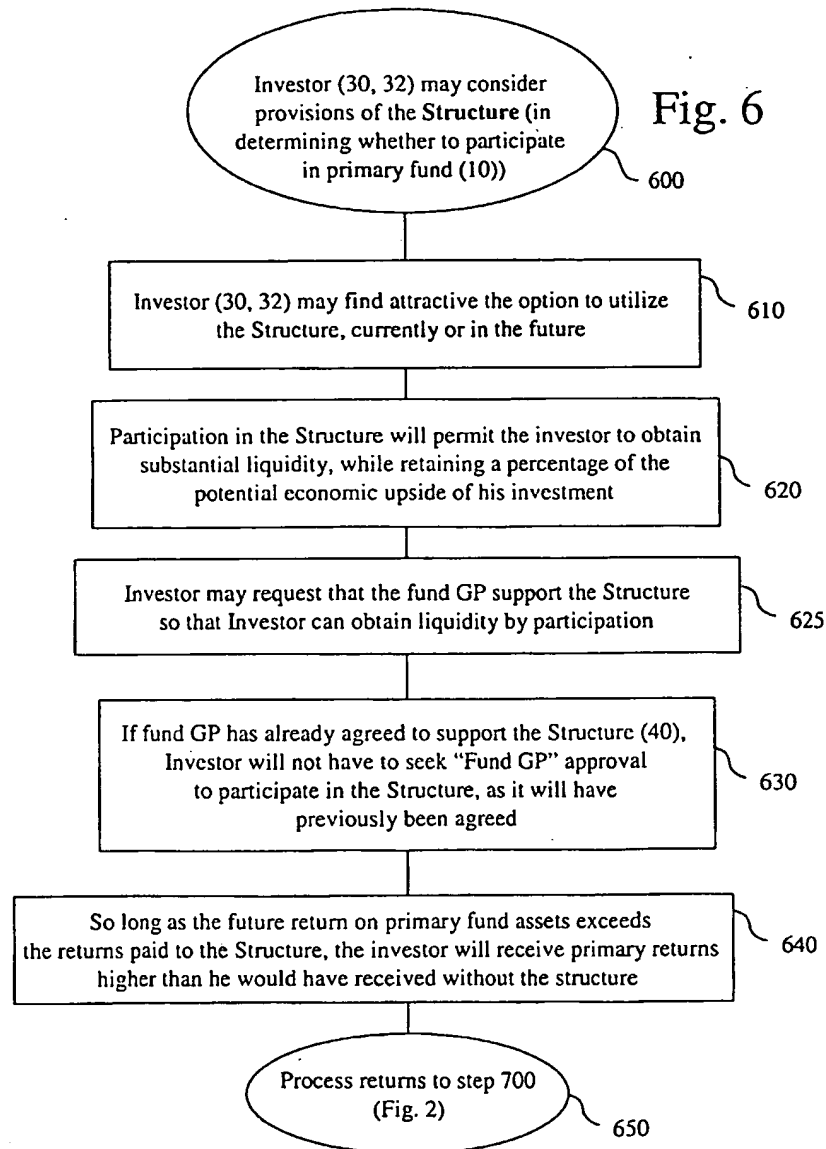 Fig. 6
Investor (30, 32) may consider
provisions of the Structure (in
determining whether to participate
in primary fund (10))
600
Investor (30, 32) may find attractive the option to utilize
the Structure, currently or in the future
610
Participation in the Structure will permit the investor to obtain
substantial liquidity, while retaining a percentage of the
potential economic upside of his investment
620
Investor may request that the fund GP support the Structure
so that Investor can obtain liquidity by participation
625
If fund GP has already agreed to support the Structure (40),
Investor will not have to seek "Fund GP" approval
to participate in the Structure, as it will have
previously been agreed
630
So long as the future return on primary fund assets exceeds
the returns paid to the Structure, the investor will receive primary returns
higher than he would have received without the structure
640
Process returns to step 700
(Fig. 2)
650